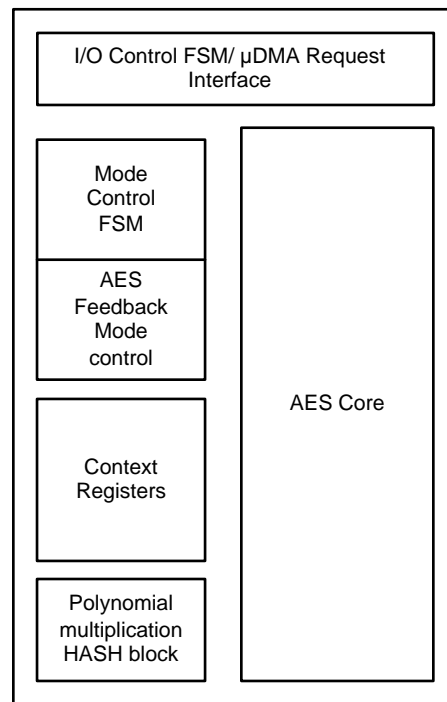 I/O Control FSM/ µDMA Request
Interface
Mode
Control
FSM
AES
Feedback
Mode
control
Context
Registers
Polynomial
multiplication
HASH block
AES Core